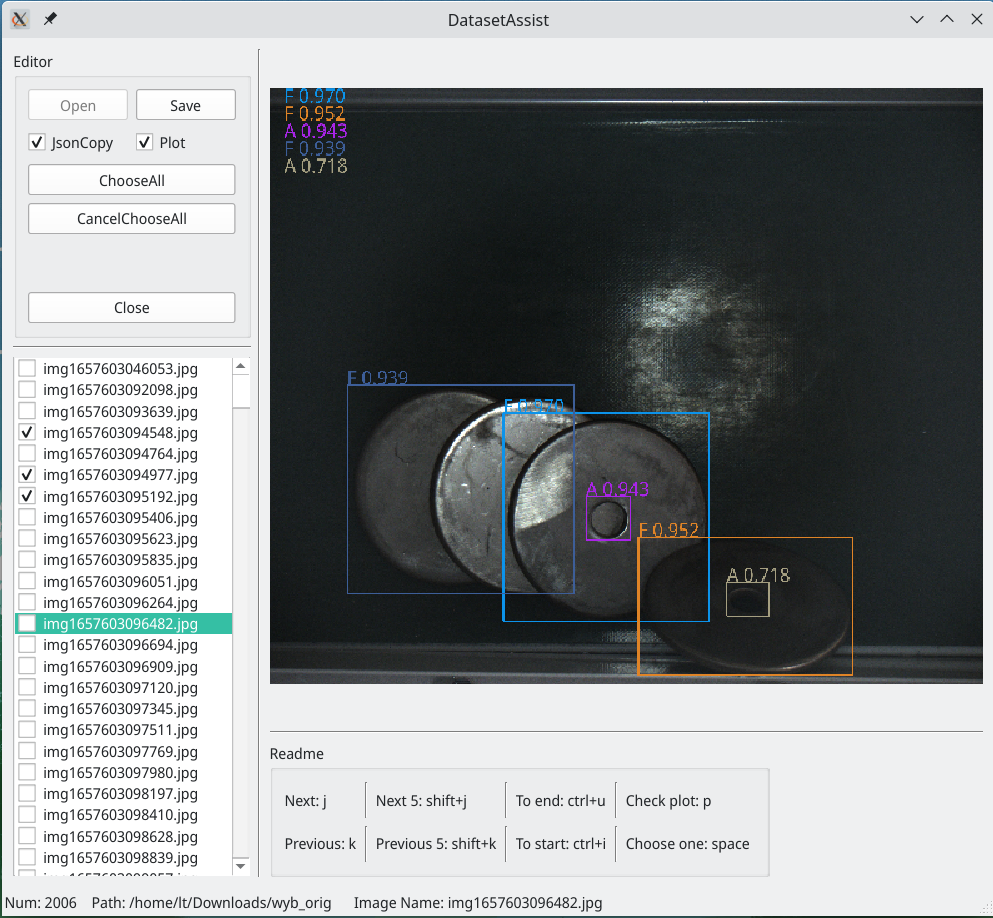 DatasetAssist
Editor
Open
Save
JsonCopy
Plot
ChooseAll
CancelChooseAll
Close
img1657603046053.jpg
img1657603092098.jpg
img1657603093639.jpg
img1657603094548.jpg
img1657603094764.jpg
img1657603094977.jpg
img1657603095192.jpg
img1657603095406.jpg
img1657603095623.jpg
img1657603095835.jpg
img1657603096051.jpg
img1657603096264.jpg
img1657603096482.jpg
img1657603096694.jpg
img1657603096909.jpg
img1657603097120.jpg
img1657603097345.jpg
img1657603097511.jpg
img1657603097769.jpg
img1657603097980.jpg
img1657603098197.jpg
img1657603098410.jpg
img1657603098628.jpg
img1657603098839.jpg
F 0.970
F 0.952
A 0.943
F 0.939
A 0.718
F 0.939
F 0.970
A 0.943
F 0.952
A 0.718
Readme
Next: j
Next 5: shift+j
To end: ctrl+u
Check plot: p
Previous: k
Previous 5: shift+k
To start: ctrl+i
Choose one: space
Num: 2006 Path: /home/lt/Downloads/wyb_orig Image Name: img1657603096482.jpg